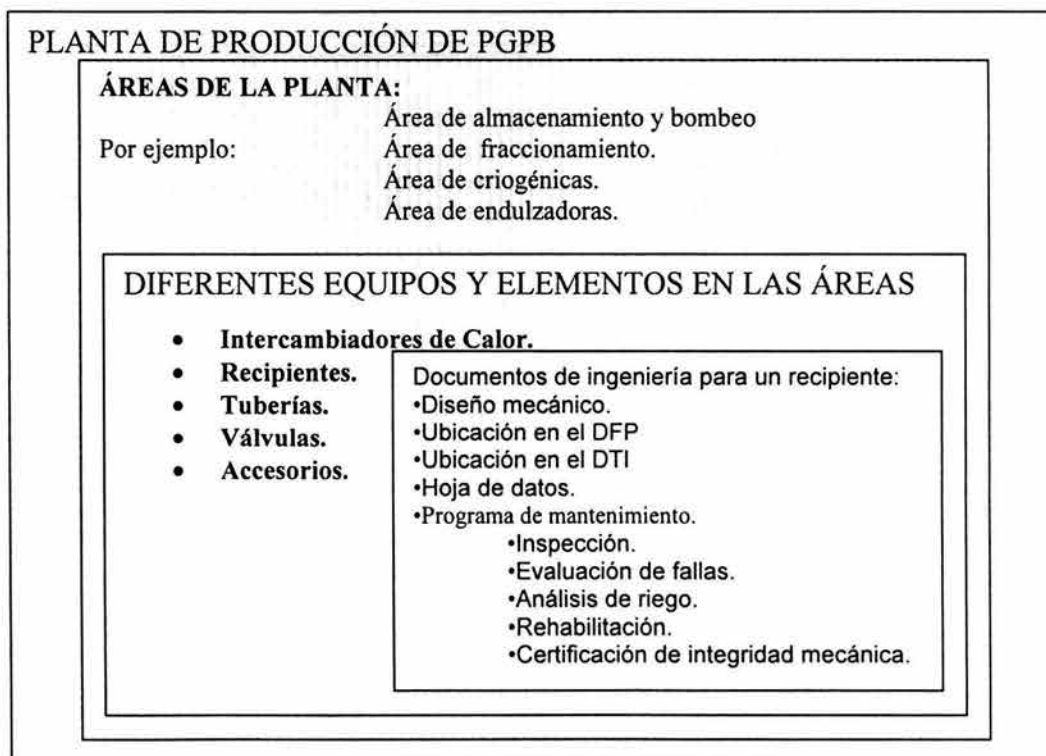 PLANTA DE PRODUCCIÓN DE PGPB
ÁREAS DE LA PLANTA:
Área de almacenamiento y bombeo
Por ejemplo: Área de fraccionamiento.
Área de criogénicas.
Área de endulzadoras.
DIFERENTES EQUIPOS Y ELEMENTOS EN LAS ÁREAS
• Intercambiadores de Calor.
• Recipientes.
• Tuberías.
• Válvulas.
• Accesorios.
Documentos de ingeniería para un recipiente:
•Diseño mecánico.
•Ubicación en el DFP
•Ubicación en el DTI
•Hoja de datos.
•Programa de mantenimiento.
•Inspección.
•Evaluación de fallas.
•Análisis de riego.
•Rehabilitación.
•Certificación de integridad mecánica.